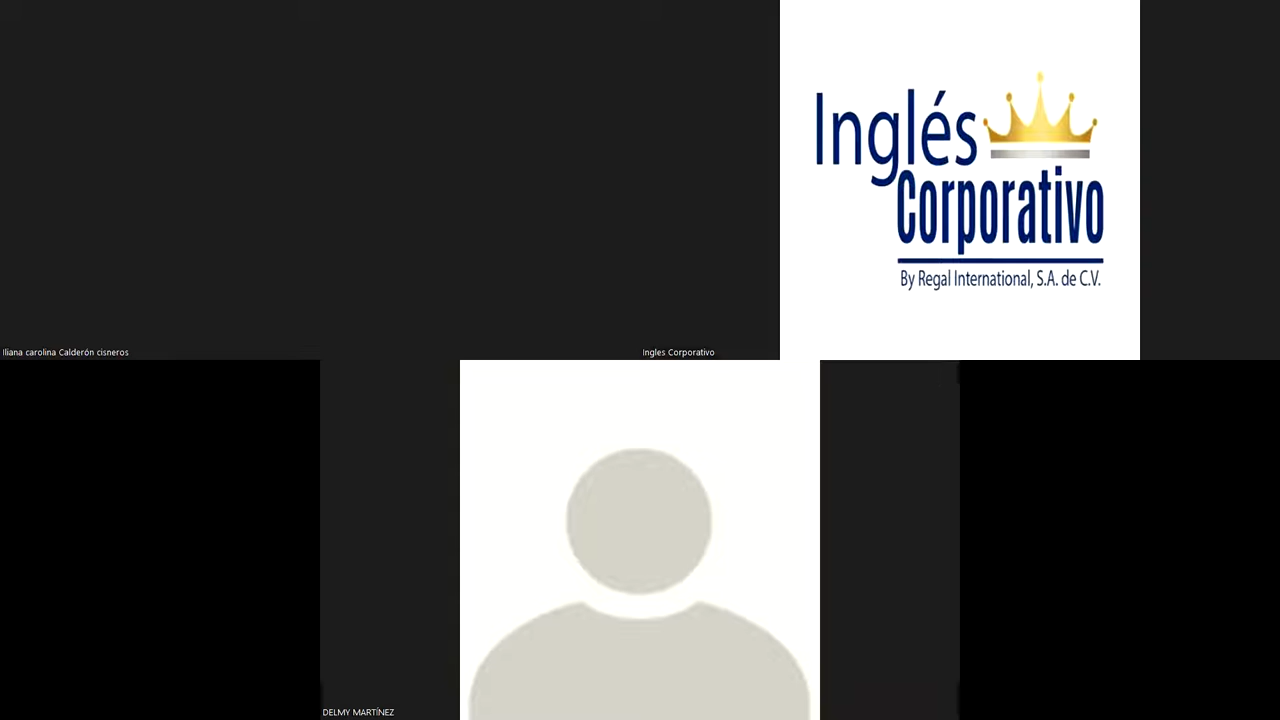 Inglés
Corporativo
By Regal International, S.A. de C.V.
Iliana carolina Calderón cisneros
Ingles Corporativo
DELMY MARTÍNEZ